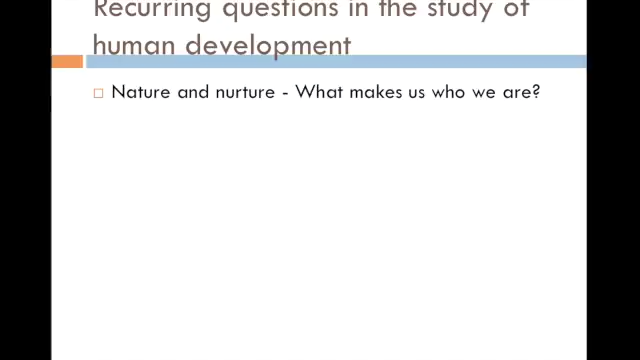 Recurring questions in the study of
human development
Nature and nurture - What makes us who we are?